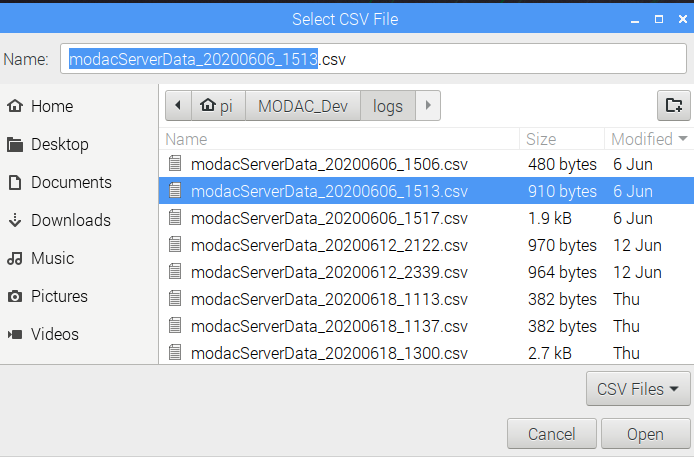 Select CSV File
Name: modacServerData_20200606_1513.csv
Home
Desktop
Documents
Downloads
Music
Pictures
Videos
pi MODAC_Dev logs
Name Size Modified
modacServerData_20200606_1506.csv 480 bytes 6 Jun
modacServerData_20200606_1513.csv 910 bytes 6 Jun
modacServerData_20200606_1517.csv 1.9 kB 6 Jun
modacServerData_20200612_2122.csv 970 bytes 12 Jun
modacServerData_20200612_2339.csv 964 bytes 12 Jun
modacServerData_20200618_1113.csv 382 bytes Thu
modacServerData_20200618_1137.csv 382 bytes Thu
modacServerData_20200618_1300.csv 2.7 kB Thu
CSV Files
Cancel Open